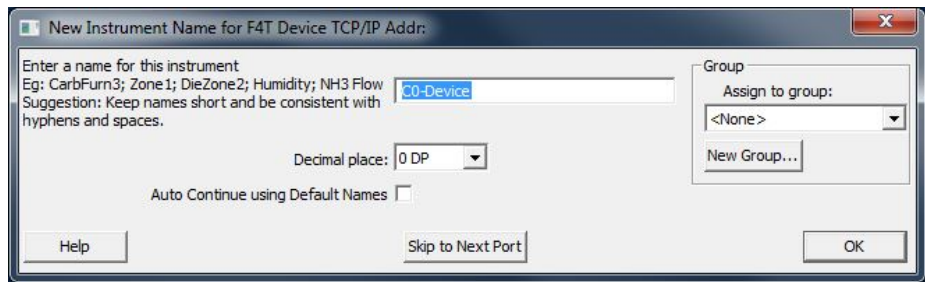 New Instrument Name for F4T Device TCP/IP Addr:
Enter a name for this instrument
Eg: CarbFurn3; Zone1; DieZone2; Humidity; NH3 Flow
Suggestion: Keep names short and be consistent with
hyphens and spaces.
C0-Device
Decimal place: 0 DP
Auto Continue using Default Names
Group
Assign to group:
<None>
New Group...
Help
Skip to Next Port
OK